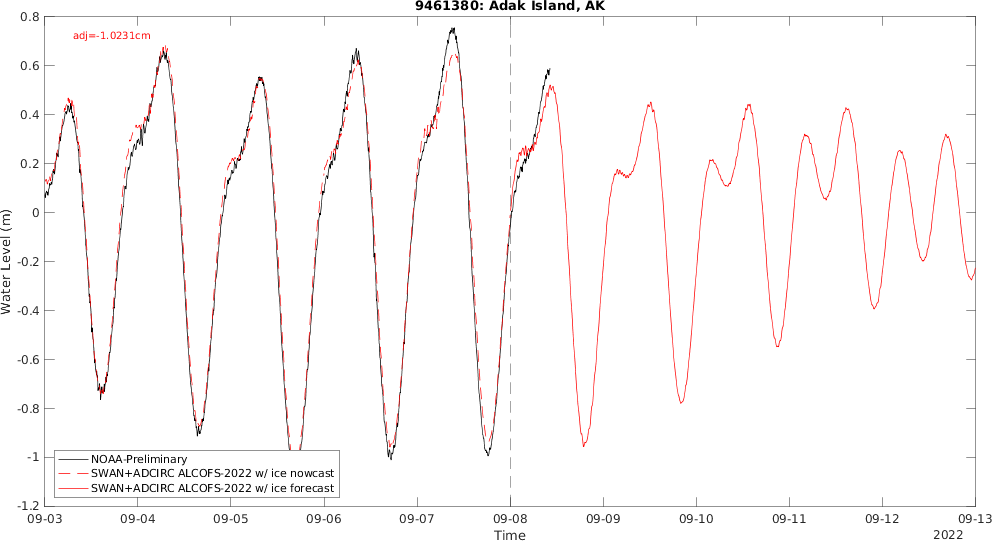 9461380: Adak Island, AK
adj=-1.0231cm
0.8
0.6
0.4
0.2
0
-0.2
-0.4
-0.6
-0.8
-1
-1.2
Water Level (m)
NOAA-Preliminary
SWAN+ADCIRC ALCOFS-2022 w/ ice nowcast
SWAN+ADCIRC ALCOFS-2022 w/ ice forecast
09-03 09-04 09-05 09-06 09-07 09-08 09-09 09-10 09-11 09-12 09-13
Time
2022